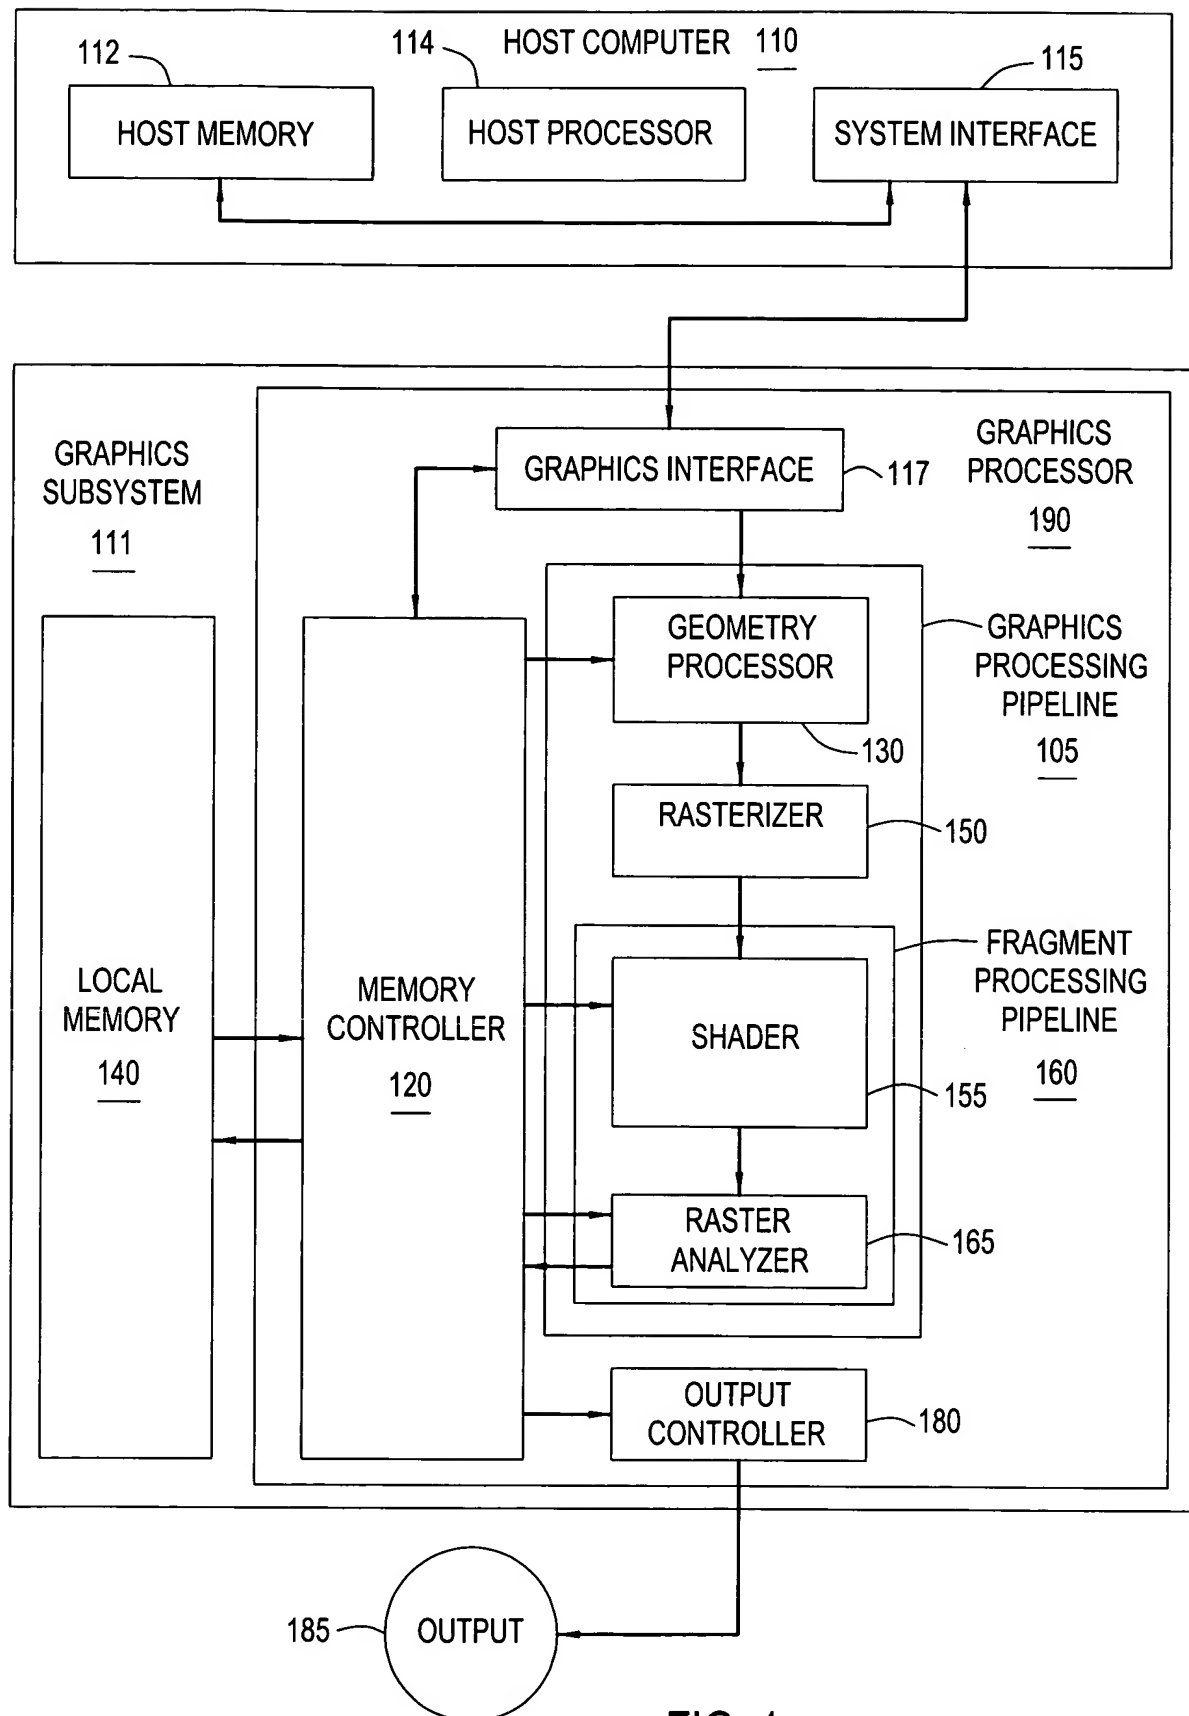 HOST COMPUTER 110
112
114
115
HOST MEMORY
HOST PROCESSOR
SYSTEM INTERFACE
GRAPHICS
SUBSYSTEM
111
GRAPHICS INTERFACE
117
GRAPHICS
PROCESSOR
190
GEOMETRY
PROCESSOR
130
GRAPHICS
PROCESSING
PIPELINE
105
RASTERIZER
150
LOCAL
MEMORY
140
MEMORY
CONTROLLER
120
SHADER
155
FRAGMENT
PROCESSING
PIPELINE
160
RASTER
ANALYZER
165
OUTPUT
CONTROLLER
180
185
OUTPUT